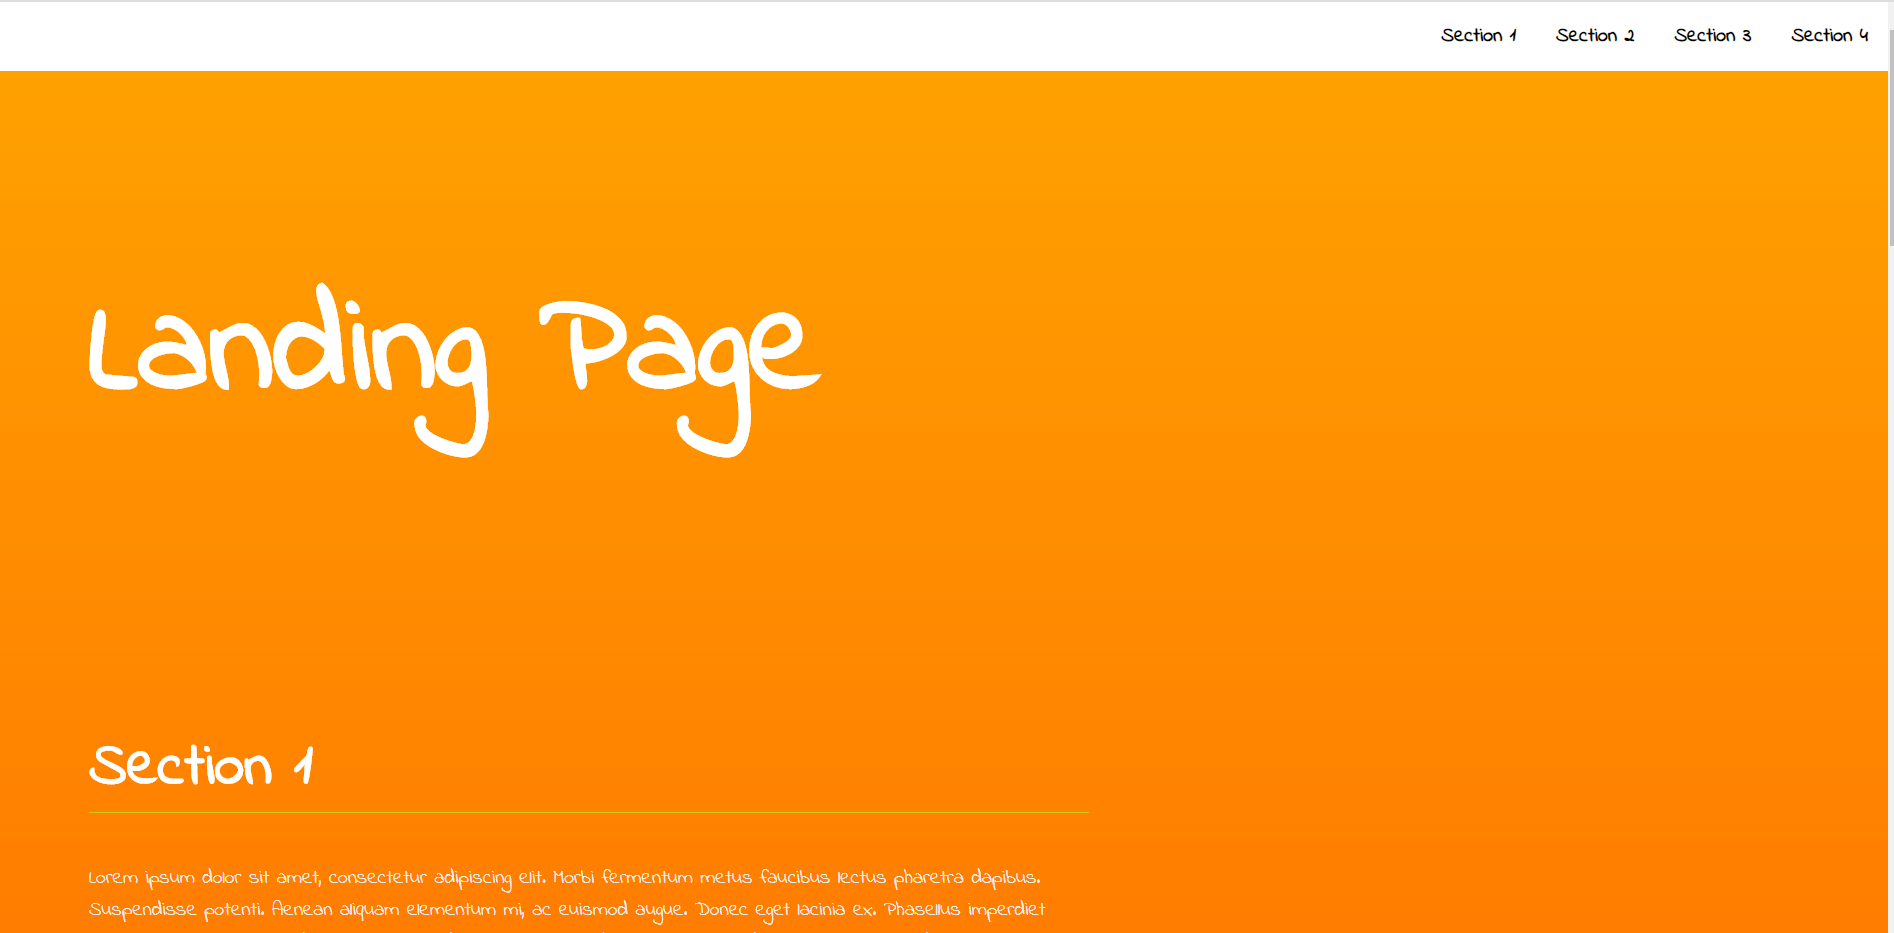 Section 1 Section 2 Section 3 Section 4
Landing Page
Section 1
Lorem ipsum dolor sit amet, consectetur adipiscing elit. Morbi fermentum metus faucibus lectus pharetra dapibus.
Suspendisse potenti. Aenean aliquam elementum mi, ac euismod augue. Donec eget lacinia ex. Phasellus imperdiet